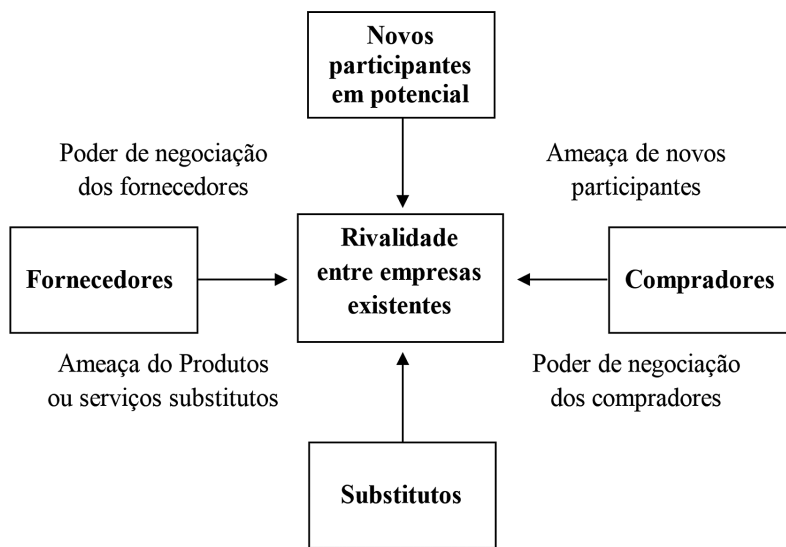 Novos
participantes
em potencial
Poder de negociação
dos fornecedores
Ameaça de novos
participantes
Fornecedores
Rivalidade
entre empresas
existentes
Compradores
Ameaça do Produtos
ou serviços substitutos
Poder de negociação
dos compradores
Substitutos